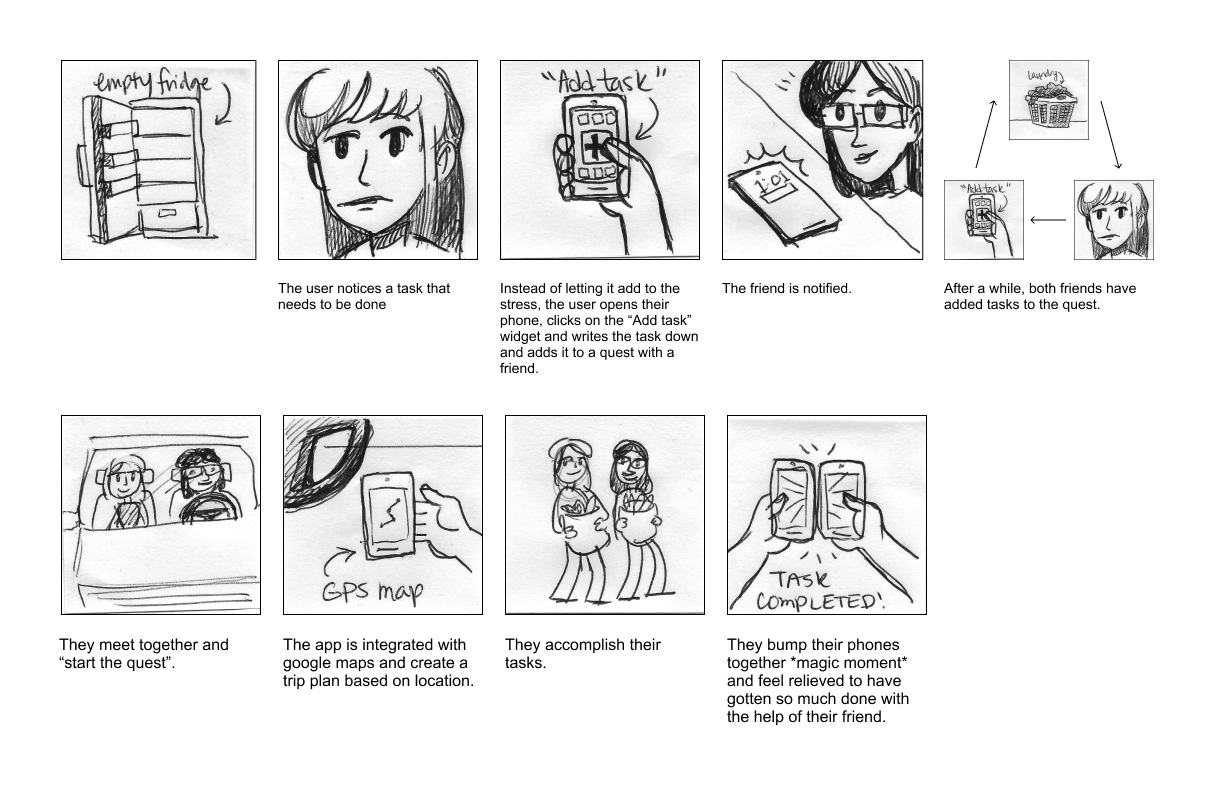 empty fridge
"Add task"
1:01
laundry
"Add task"
The user notices a task that
needs to be done
Instead of letting it add to the
stress, the user opens their
phone, clicks on the “Add task”
widget and writes the task down
and adds it to a quest with a
friend.
The friend is notified.
After a while, both friends have
added tasks to the quest.
GPS map
TASK
COMPLETED!
They meet together and
“start the quest”.
The app is integrated with
google maps and create a
trip plan based on location.
They accomplish their
tasks.
They bump their phones
together *magic moment*
and feel relieved to have
gotten so much done with
the help of their friend.